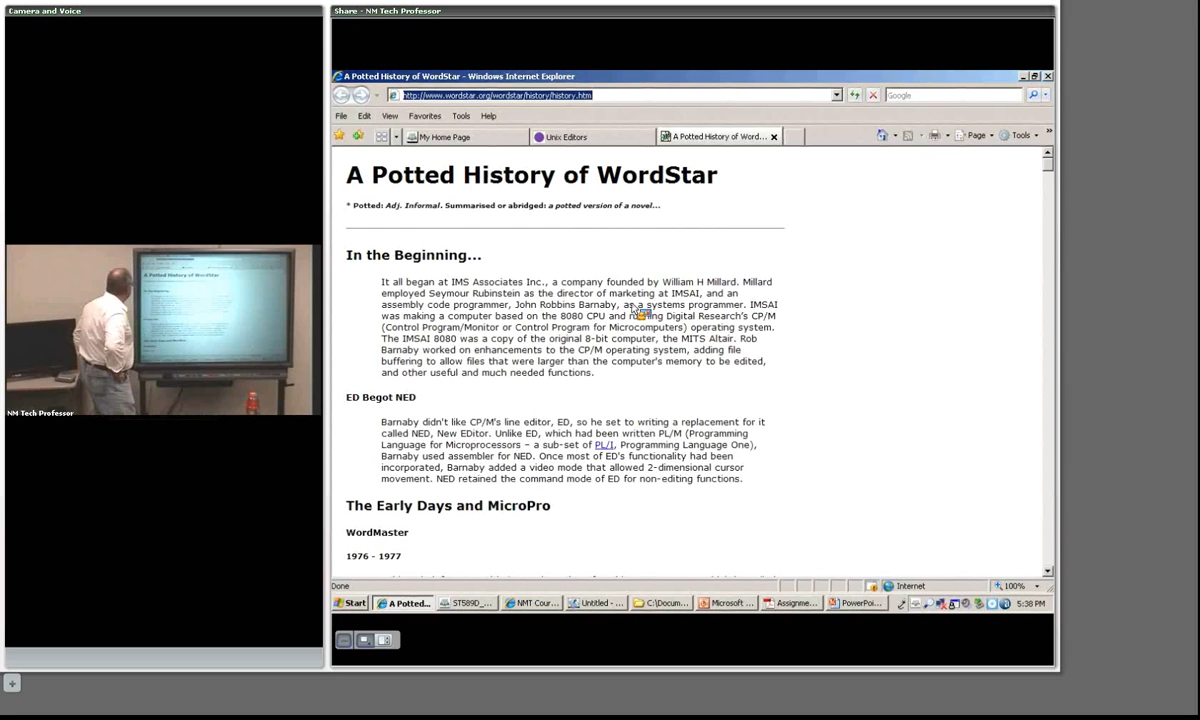 Camera and Voice
Share - NM Tech Professor
A Potted History of WordStar - Windows Internet Explorer
http://www.wordstar.org/wordstar/history/history.htm
Google
File Edit View Favorites Tools Help
My Home Page
Unix Editors
A Potted History of Word...
Page
Tools
A Potted History of WordStar
* Potted: Adj. Informal. Summarised or abridged: a potted version of a novel...
In the Beginning...
It all began at IMS Associates Inc., a company founded by William H Millard. Millard
employed Seymour Rubinstein as the director of marketing at IMSAI, and an
assembly code programmer, John Robbins Barnaby, as a systems programmer. IMSAI
was making a computer based on the 8080 CPU and running Digital Research's CP/M
(Control Program/Monitor or Control Program for Microcomputers) operating system.
The IMSAI 8080 was a copy of the original 8-bit computer, the MITS Altair. Rob
Barnaby worked on enhancements to the CP/M operating system, adding file
buffering to allow files that were larger than the computer's memory to be edited,
and other useful and much needed functions.
ED Begot NED
Barnaby didn't like CP/M's line editor, ED, so he set to writing a replacement for it
called NED, New EDitor. Unlike ED, which had been written PL/M (Programming
Language for Microprocessors – a sub-set of PL/I, Programming Language One),
Barnaby used assembler for NED. Once most of ED's functionality had been
incorporated, Barnaby added a video mode that allowed 2-dimensional cursor
movement. NED retained the command mode of ED for non-editing functions.
The Early Days and MicroPro
WordMaster
1976 - 1977
Done
Internet
100%
Start
A Potted...
ST589D_...
NMT Cour...
Untitled - ...
C:\Docum...
Microsoft ...
Assignme...
PowerPoi...
5:38 PM
A Potted History of WordStar
NM Tech Professor